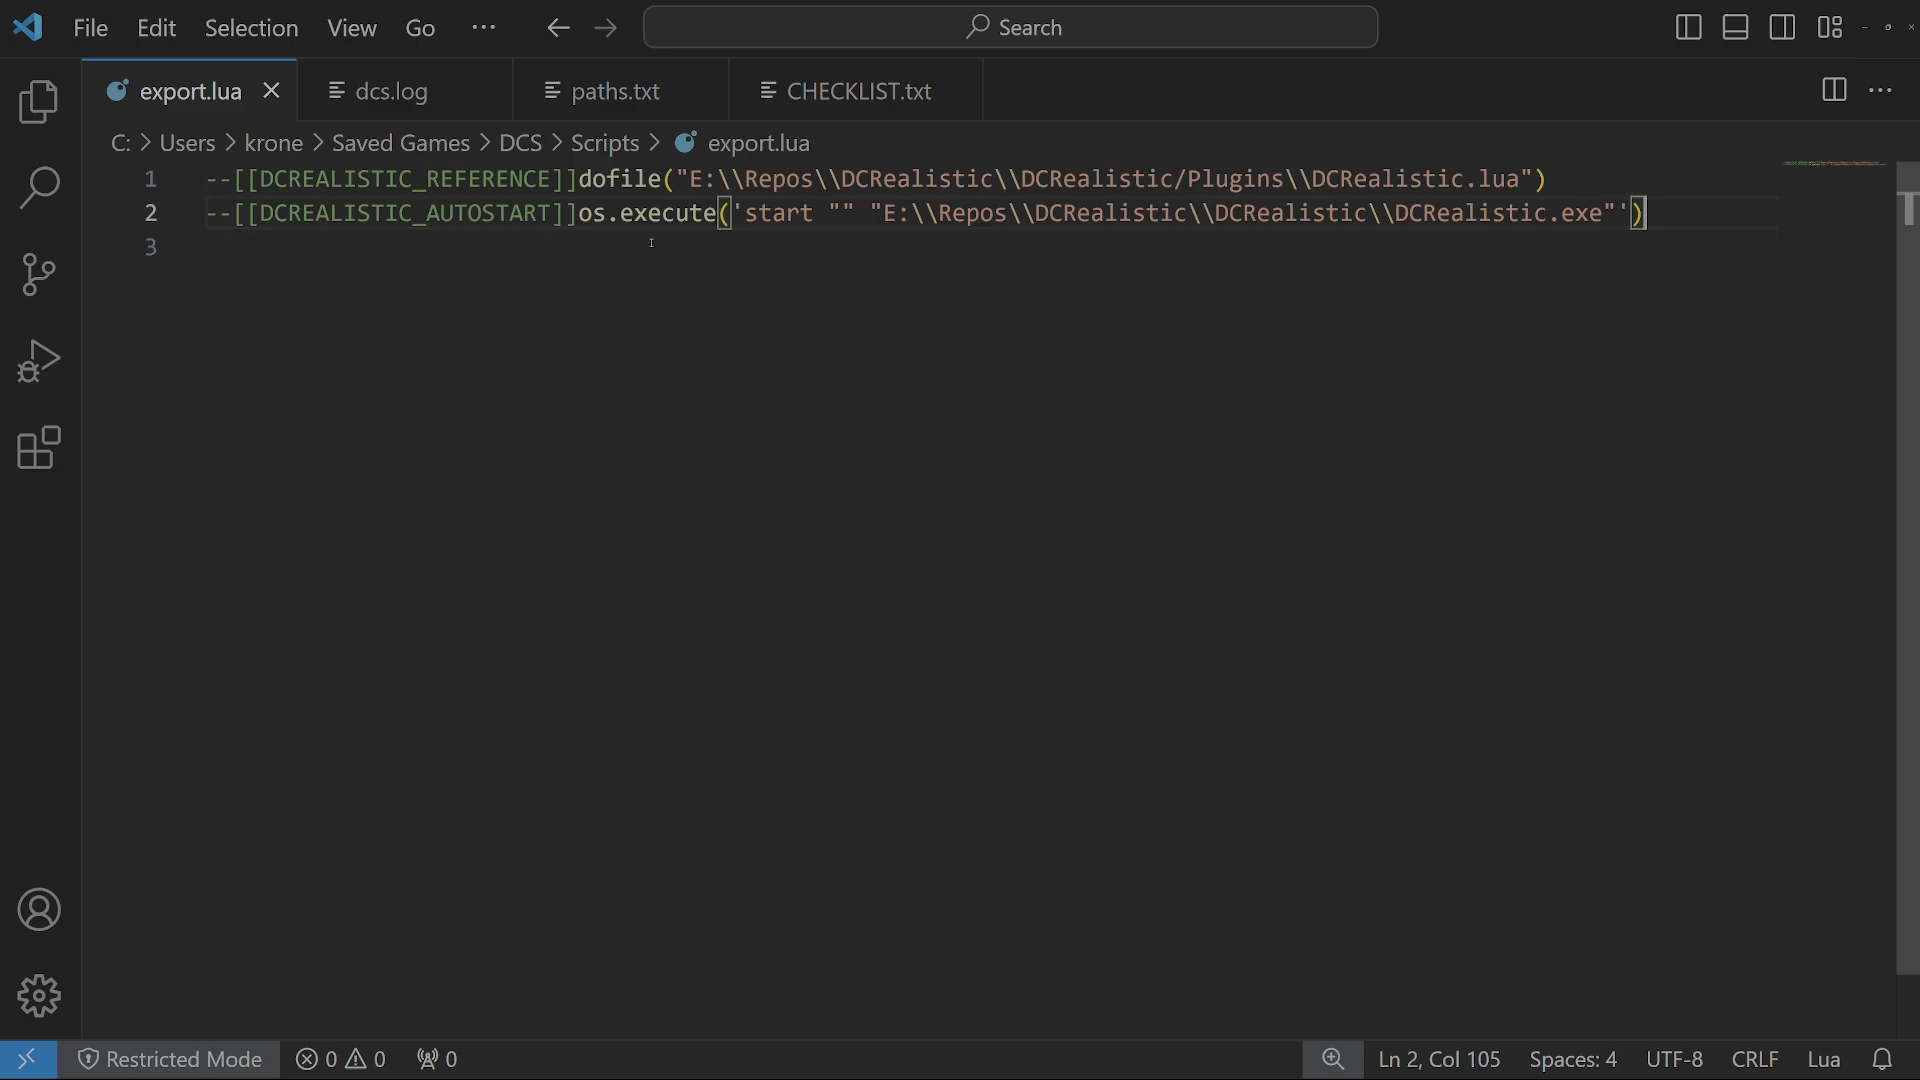 File Edit Selection View Go ··· Search
export.lua dcs.log paths.txt CHECKLIST.txt ···
C: > Users > krone > Saved Games > DCS > Scripts > export.lua
1 --[[DCREALISTIC_REFERENCE]]dofile("E:\\Repos\\DCRealistic\\DCRealistic/Plugins\\DCRealistic.lua")
2 --[[DCREALISTIC_AUTOSTART]]os.execute('start "" "E:\\Repos\\DCRealistic\\DCRealistic\\DCRealistic.exe"')
3
Restricted Mode 0 0 0 Ln 2, Col 105 Spaces: 4 UTF-8 CRLF Lua